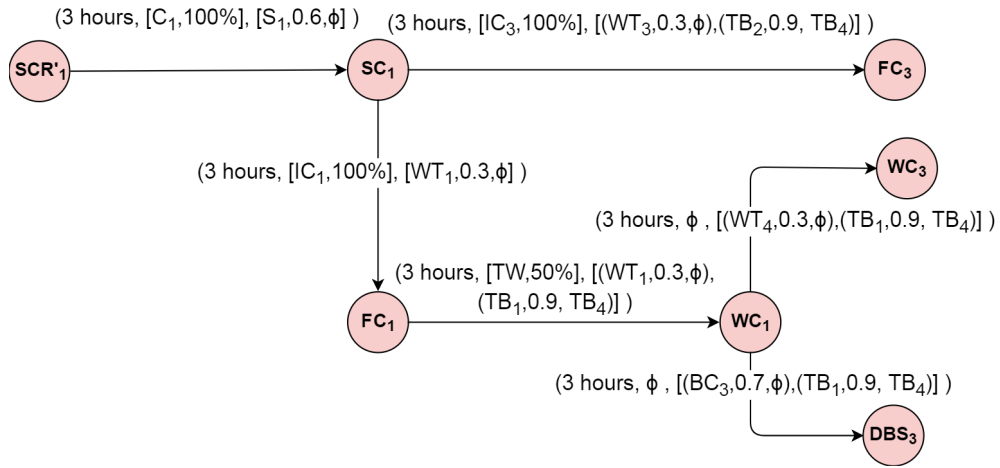 (3 hours, [C₁,100%], [S₁,0.6,ϕ] )
(3 hours, [IC₃,100%], [(WT₃,0.3,ϕ),(TB₂,0.9, TB₄)] )
SCR'₁
SC₁
FC₃
(3 hours, [IC₁,100%], [WT₁,0.3,ϕ] )
WC₃
(3 hours, ϕ , [(WT₄,0.3,ϕ),(TB₁,0.9, TB₄)] )
(3 hours, [TW,50%], [(WT₁,0.3,ϕ),
(TB₁,0.9, TB₄)] )
FC₁
WC₁
(3 hours, ϕ , [(BC₃,0.7,ϕ),(TB₁,0.9, TB₄)] )
DBS₃